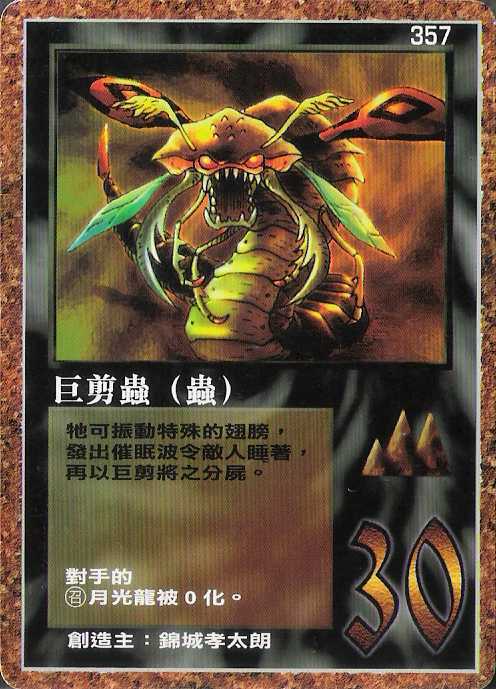 357
巨剪蟲（蟲）
牠可振動特殊的翅膀，
發出催眠波令敵人睡著，
再以巨剪將之分屍。
30
對手的
㊁月光龍被0化。
創造主：錦城孝太朗